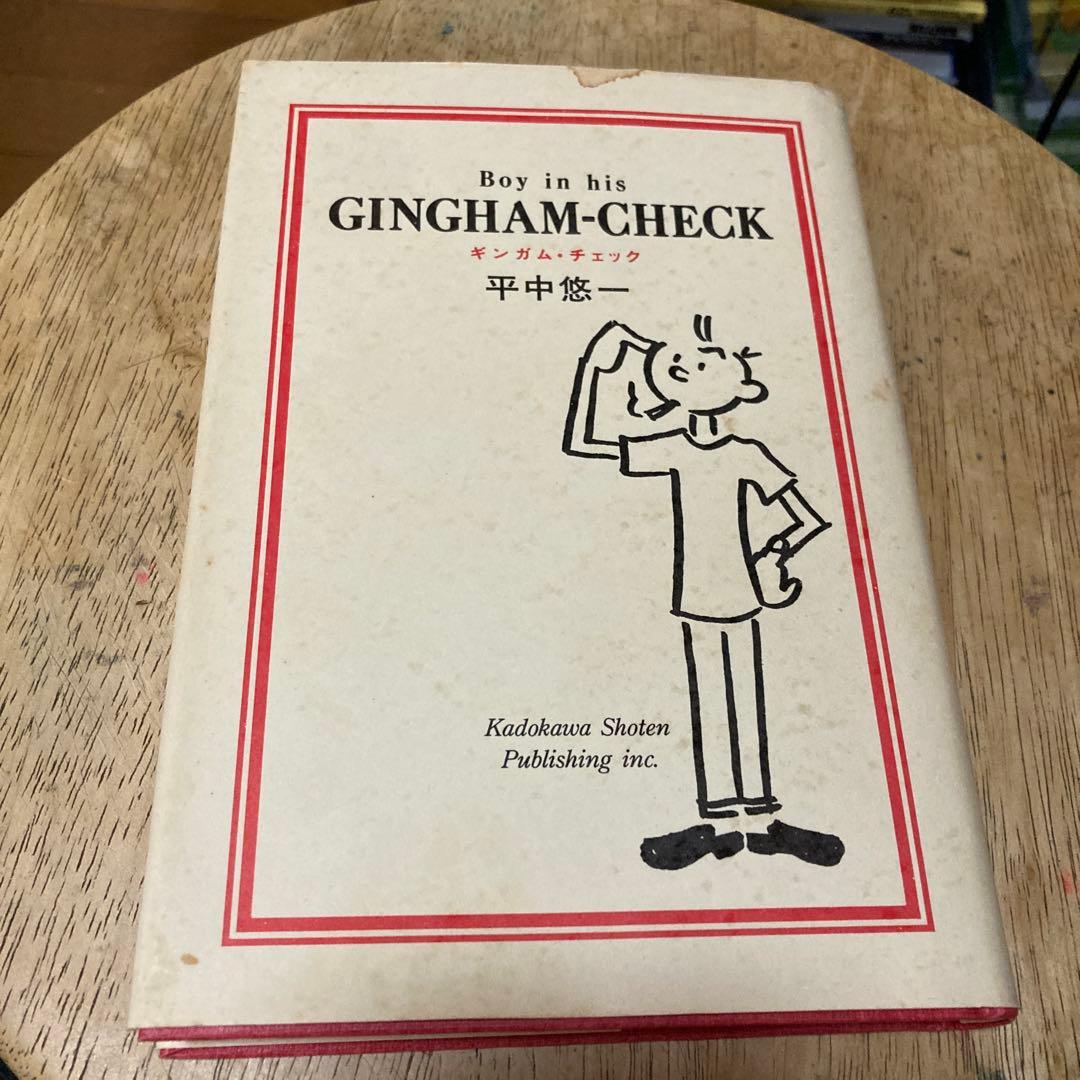 Boy in his
GINGHAM-CHECK
ギンガム・チェック
平中悠一
Kadokawa Shoten
Publishing inc.